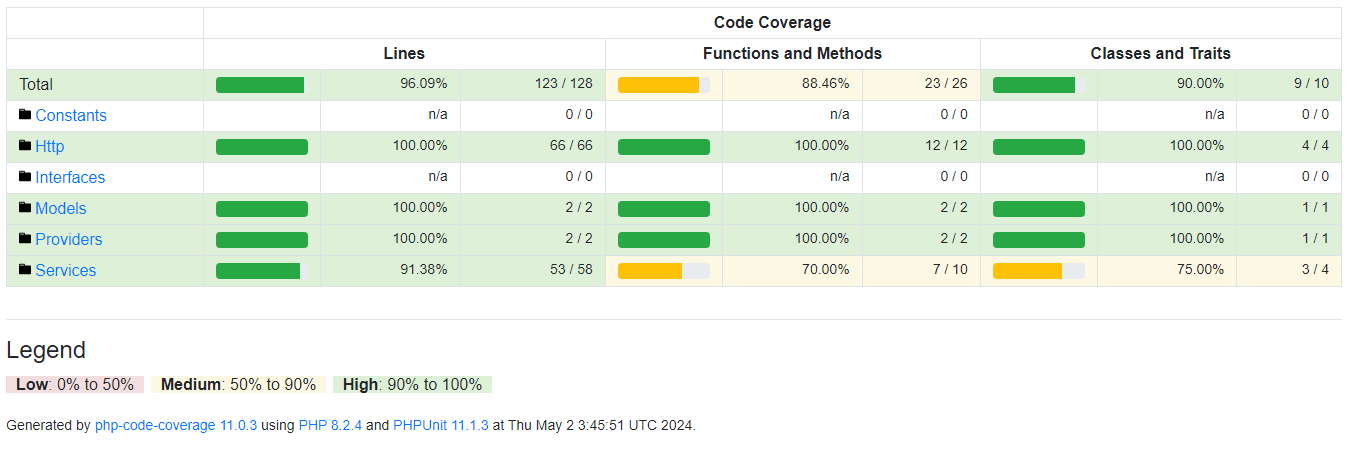 Code Coverage
Lines Functions and Methods Classes and Traits
Total 96.09% 123 / 128 88.46% 23 / 26 90.00% 9 / 10
Constants n/a 0 / 0 n/a 0 / 0 n/a 0 / 0
Http 100.00% 66 / 66 100.00% 12 / 12 100.00% 4 / 4
Interfaces n/a 0 / 0 n/a 0 / 0 n/a 0 / 0
Models 100.00% 2 / 2 100.00% 2 / 2 100.00% 1 / 1
Providers 100.00% 2 / 2 100.00% 2 / 2 100.00% 1 / 1
Services 91.38% 53 / 58 70.00% 7 / 10 75.00% 3 / 4
Legend
Low: 0% to 50% Medium: 50% to 90% High: 90% to 100%
Generated by php-code-coverage 11.0.3 using PHP 8.2.4 and PHPUnit 11.1.3 at Thu May 2 3:45:51 UTC 2024.